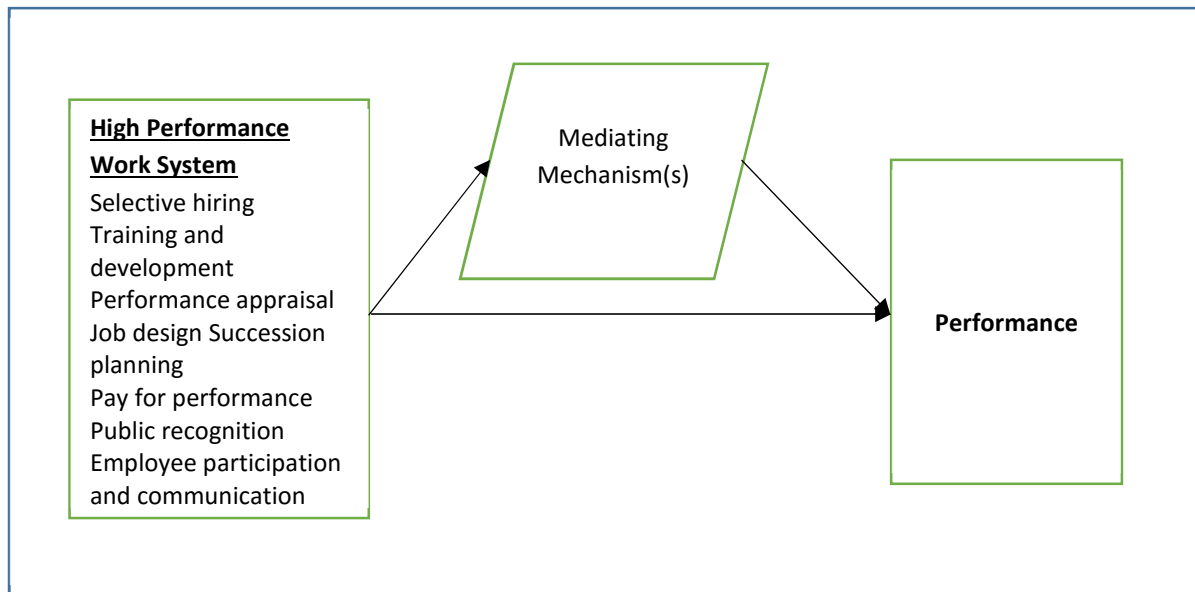 High Performance
Work System
Selective hiring
Training and
development
Performance appraisal
Job design Succession
planning
Pay for performance
Public recognition
Employee participation
and communication
Mediating
Mechanism(s)
Performance